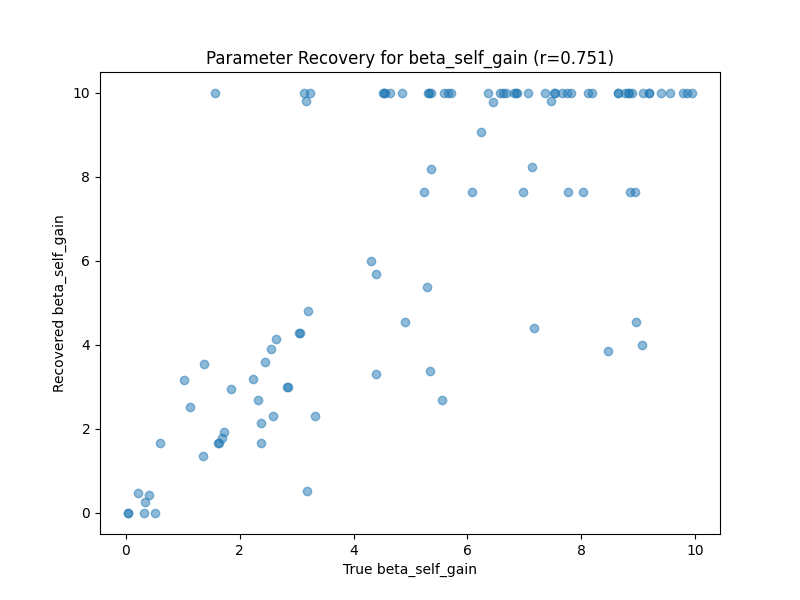 Parameter Recovery for beta_self_gain (r=0.751)
10
8
6
4
2
0
Recovered beta_self_gain
0 2 4 6 8 10
True beta_self_gain